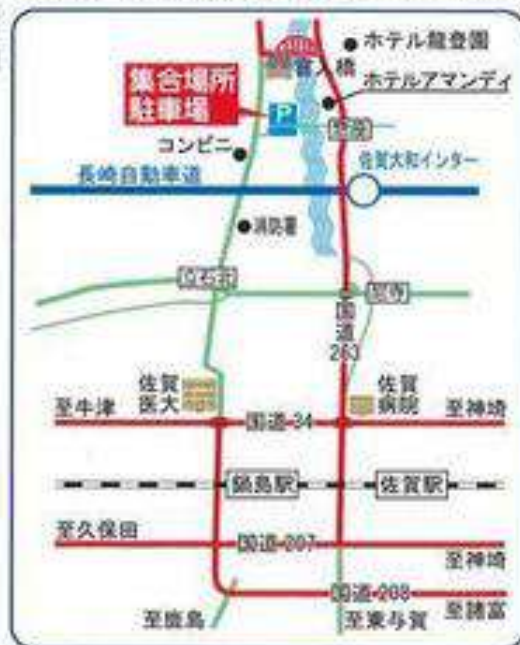 ホテル龍登園
官人橋
集合場所
駐車場
P
ホテルアマンディ
コンビニ
佐賀大和インター
長崎自動車道
消防署
国道
263
佐賀
医大
佐賀
病院
至牛津
国道34
至神埼
鍋島駅
佐賀駅
至久保田
国道207
至神埼
国道208
至諸富
至鹿島
至東与賀